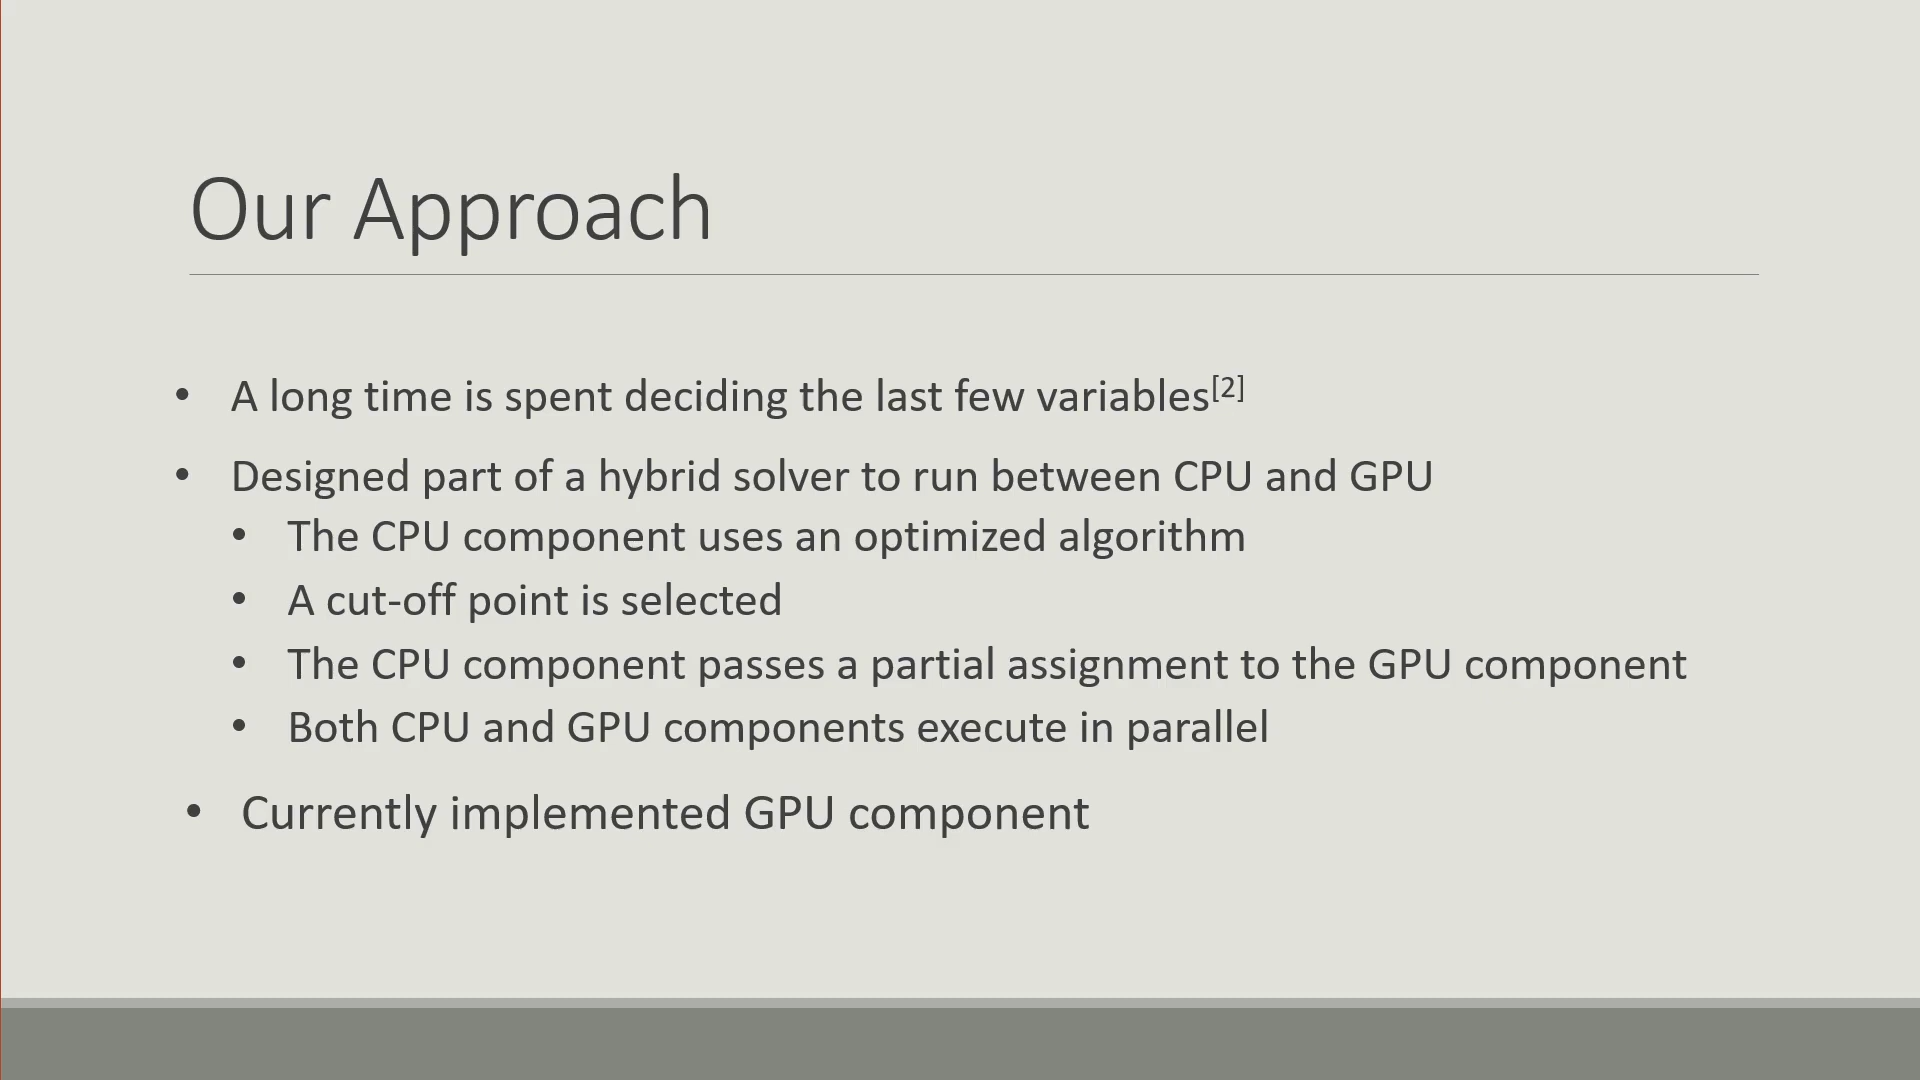 Our Approach
• A long time is spent deciding the last few variables[2]
• Designed part of a hybrid solver to run between CPU and GPU
• The CPU component uses an optimized algorithm
• A cut-off point is selected
• The CPU component passes a partial assignment to the GPU component
• Both CPU and GPU components execute in parallel
• Currently implemented GPU component